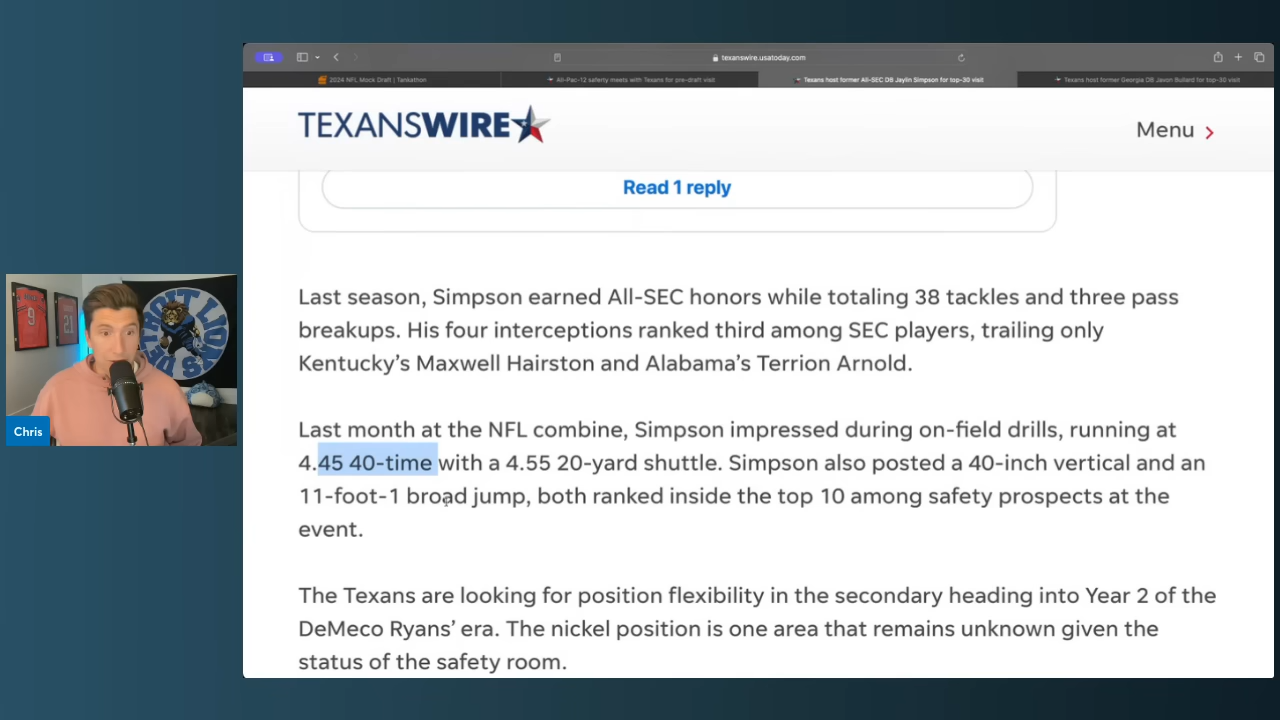 texanswire.usatoday.com
2024 NFL Mock Draft | Tankathon
All-Pac-12 saferty meets with Texans for pre-draft visit
Texans host former All-SEC DB Jaylin Simpson for top-30 visit
Texans host former Georgia DB Javon Bullard for top-30 visit
TEXANSWIRE
Menu
Read 1 reply
Last season, Simpson earned All-SEC honors while totaling 38 tackles and three pass
breakups. His four interceptions ranked third among SEC players, trailing only
Kentucky's Maxwell Hairston and Alabama's Terrion Arnold.
Last month at the NFL combine, Simpson impressed during on-field drills, running at
4.45 40-time with a 4.55 20-yard shuttle. Simpson also posted a 40-inch vertical and an
11-foot-1 broad jump, both ranked inside the top 10 among safety prospects at the
event.
The Texans are looking for position flexibility in the secondary heading into Year 2 of the
DeMeco Ryans' era. The nickel position is one area that remains unknown given the
status of the safety room.
9
21
DETROIT LIONS
Chris